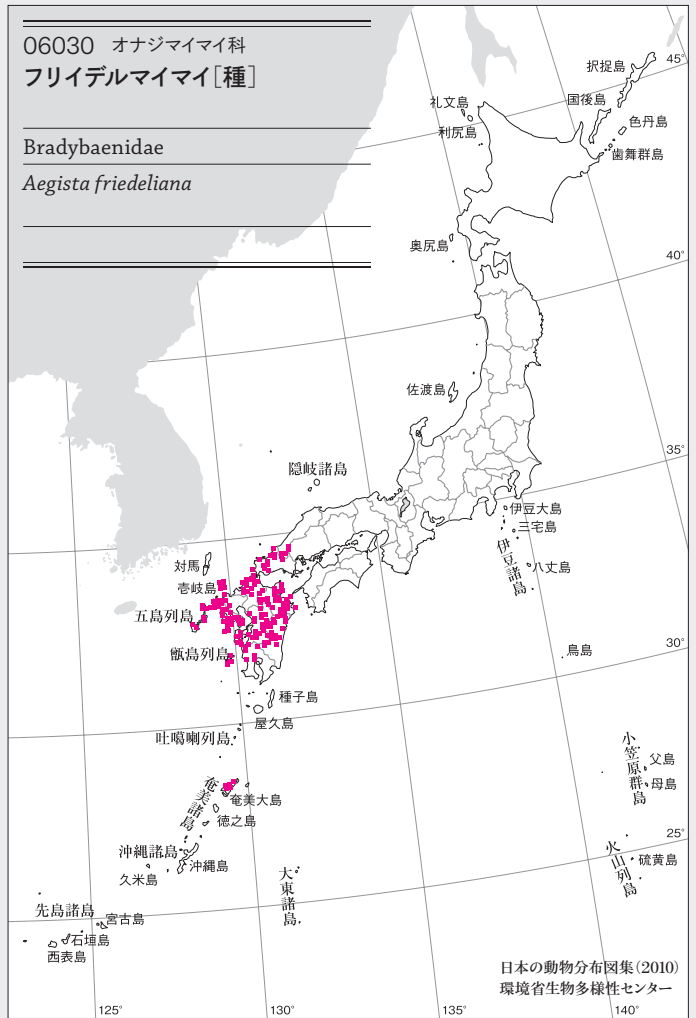 06030 オナジマイマイ科
フリイデルマイマイ[種]
Bradybaenidae
Aegista friedeliana
択捉島
45°
礼文島
国後島
利尻島
色丹島
歯舞群島
奥尻島
40°
佐渡島
35°
隠岐諸島
伊豆大島
三宅島
伊豆諸島
八丈島
対馬
壱岐島
五島列島
甑島列島
鳥島
30°
種子島
屋久島
吐噶喇列島
小笠原群島
父島
母島
奄美諸島
奄美大島
徳之島
25°
沖縄諸島
沖縄島
久米島
火山列島
硫黄島
大東諸島
先島諸島
宮古島
石垣島
西表島
日本の動物分布図集(2010)
環境省生物多様性センター
125°
130°
135°
140°